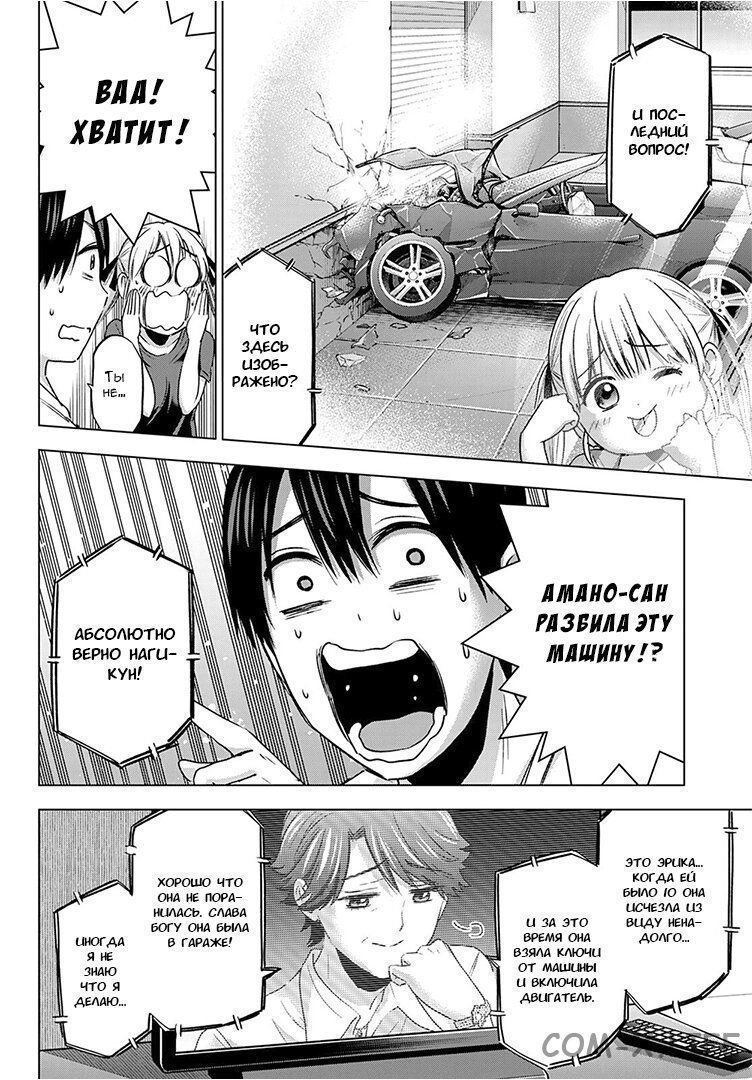 И ПОС-
ЛЕДНИЙ
ВОПРОС!
ЧТО
ЗДЕСЬ
ИЗОБ-
РАЖЕНО?
ВАА!
ХВАТИТ!
ТЫ
НЕ...
АМАНО-САН
РАЗБИЛА ЭТУ
МАШИНУ!?
АБСОЛЮТНО
ВЕРНО НАГИ-
КУН!
ЭТО ЭРИКА...
КОГДА ЕЙ
БЫЛО 10 ОНА
ИСЧЕЗЛА ИЗ
ВИДУ НЕНА-
ДОЛГО...
И ЗА ЭТО
ВРЕМЯ ОНА
ВЗЯЛА КЛЮЧИ
ОТ МАШИНЫ
И ВКЛЮЧИЛА
ДВИГАТЕЛЬ.
ХОРОШО ЧТО
ОНА НЕ ПОРА-
НИЛАСЬ. СЛАВА
БОГУ ОНА БЫЛА
В ГАРАЖЕ!
ИНОГДА
Я НЕ
ЗНАЮ
ЧТО Я
ДЕЛАЮ...